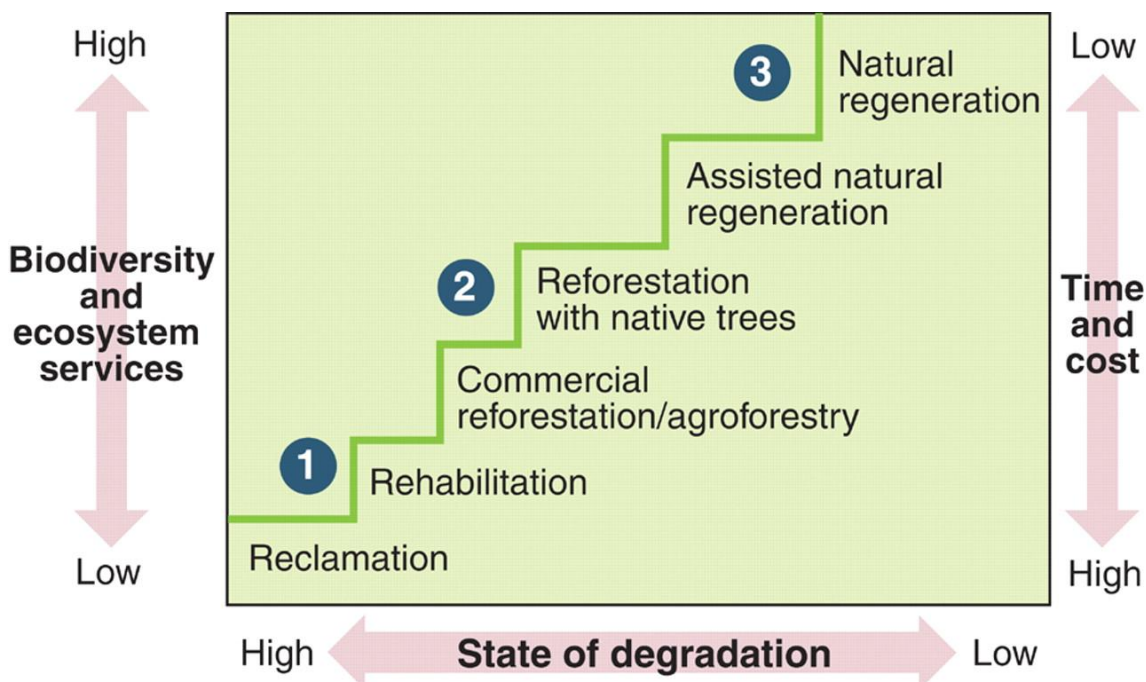 High
Low
3
Natural
regeneration
Assisted natural
regeneration
Biodiversity
and
ecosystem
services
2
Reforestation
with native trees
Time
and
cost
Commercial
reforestation/agroforestry
1
Rehabilitation
Reclamation
Low
High
High
State of degradation
Low